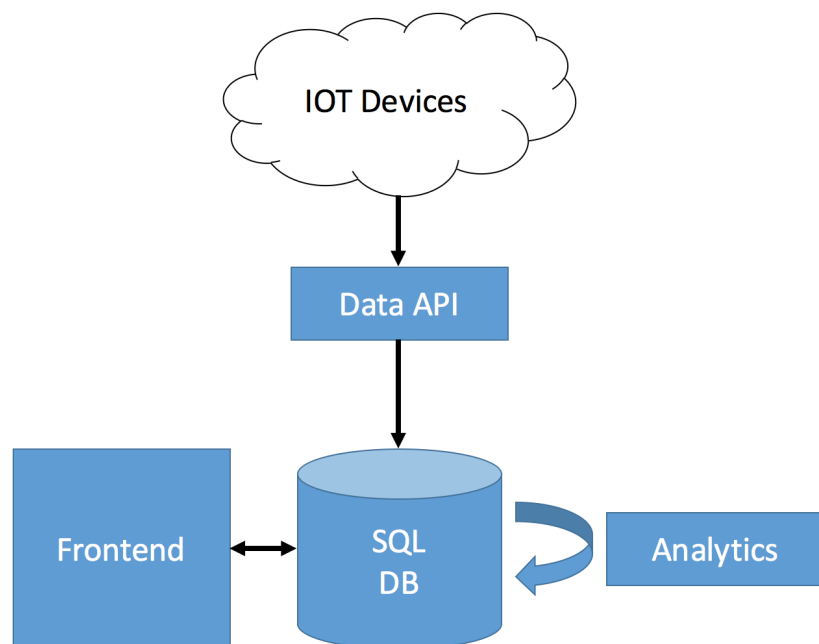 IOT Devices
Data API
Frontend
SQL
DB
Analytics